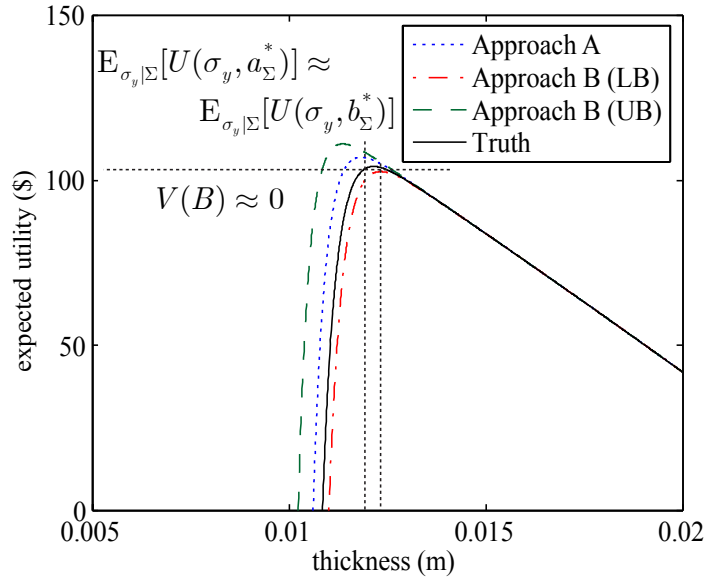 150
E_{σ_y|Σ}[U(σ_y, a*_Σ)] ≈
E_{σ_y|Σ}[U(σ_y, b*_Σ)]
Approach A
Approach B (LB)
Approach B (UB)
Truth
100
V(B) ≈ 0
expected utility ($)
50
0
0.005
0.01
0.015
0.02
thickness (m)